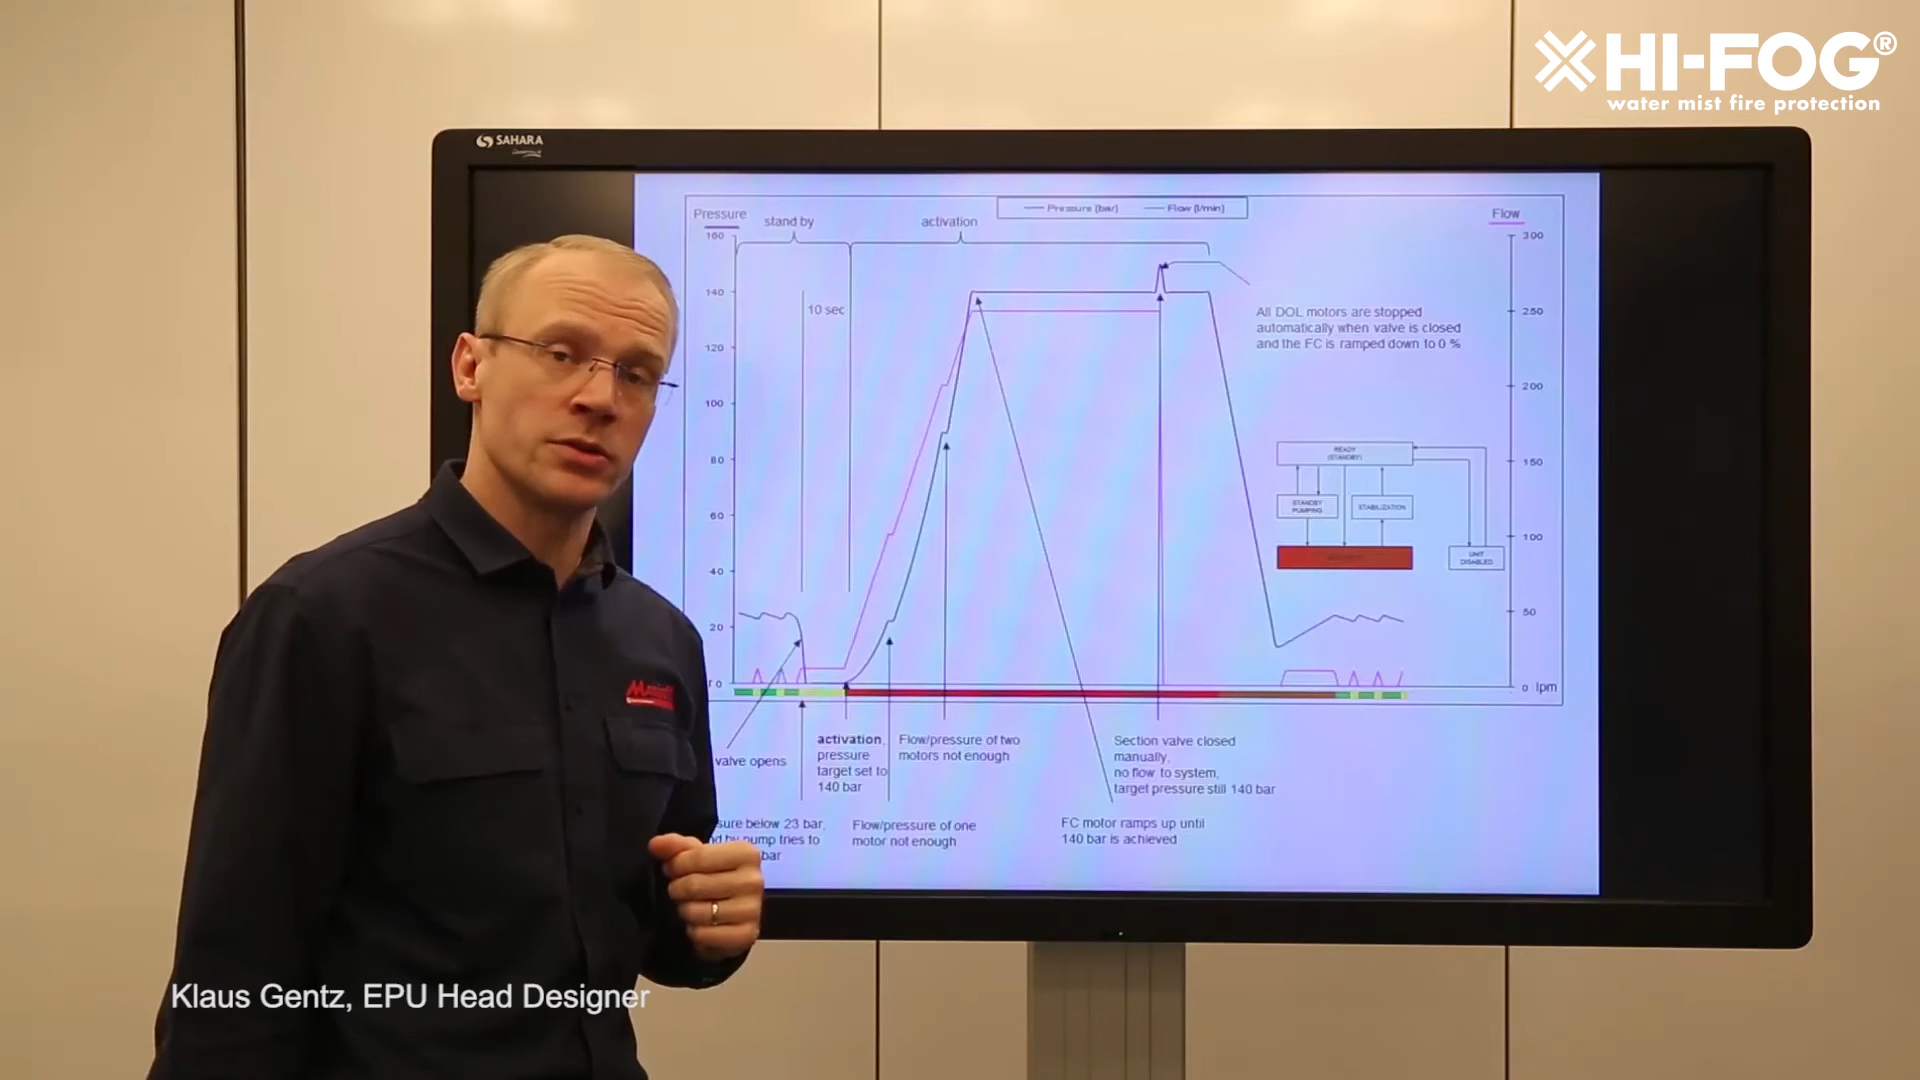 HI-FOG®
water mist fire protection
SAHARA
Pressure (bar)
Flow (l/min)
Pressure
stand by
activation
Flow
160
140
120
100
80
60
40
20
0
300
250
200
150
100
50
0 lpm
10 sec
All DOL motors are stopped
automatically when valve is closed
and the FC is ramped down to 0 %
READY
(STANDBY)
STANDBY
PUMPING
STABILIZATION
UNIT
DISABLED
valve opens
activation,
pressure
target set to
140 bar
Flow/pressure of two
motors not enough
Section valve closed
manually,
no flow to system,
target pressure still 140 bar
sure below 23 bar,
pump tries to
bar
Flow/pressure of one
motor not enough
FC motor ramps up until
140 bar is achieved
Klaus Gentz, EPU Head Designer